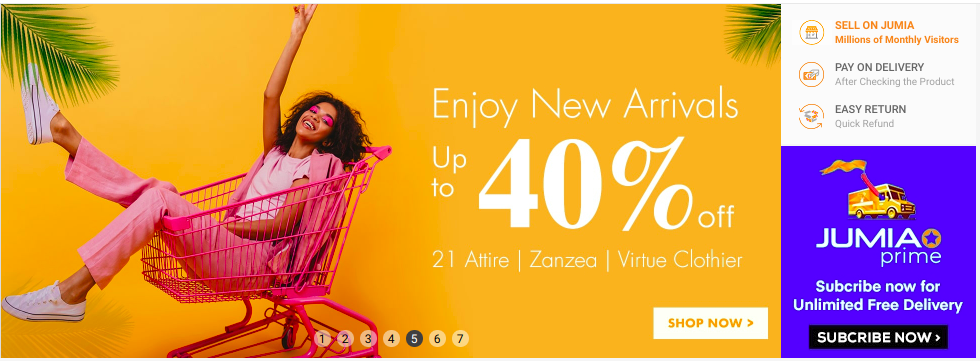 Enjoy New Arrivals
Up
to
40%
off
21 Attire | Zanzea | Virtue Clothier
SHOP NOW >
1 2 3 4 5 6 7
SELL ON JUMIA
Millions of Monthly Visitors
PAY ON DELIVERY
After Checking the Product
EASY RETURN
Quick Refund
JUMIA
prime
Subcribe now for
Unlimited Free Delivery
SUBCRIBE NOW >